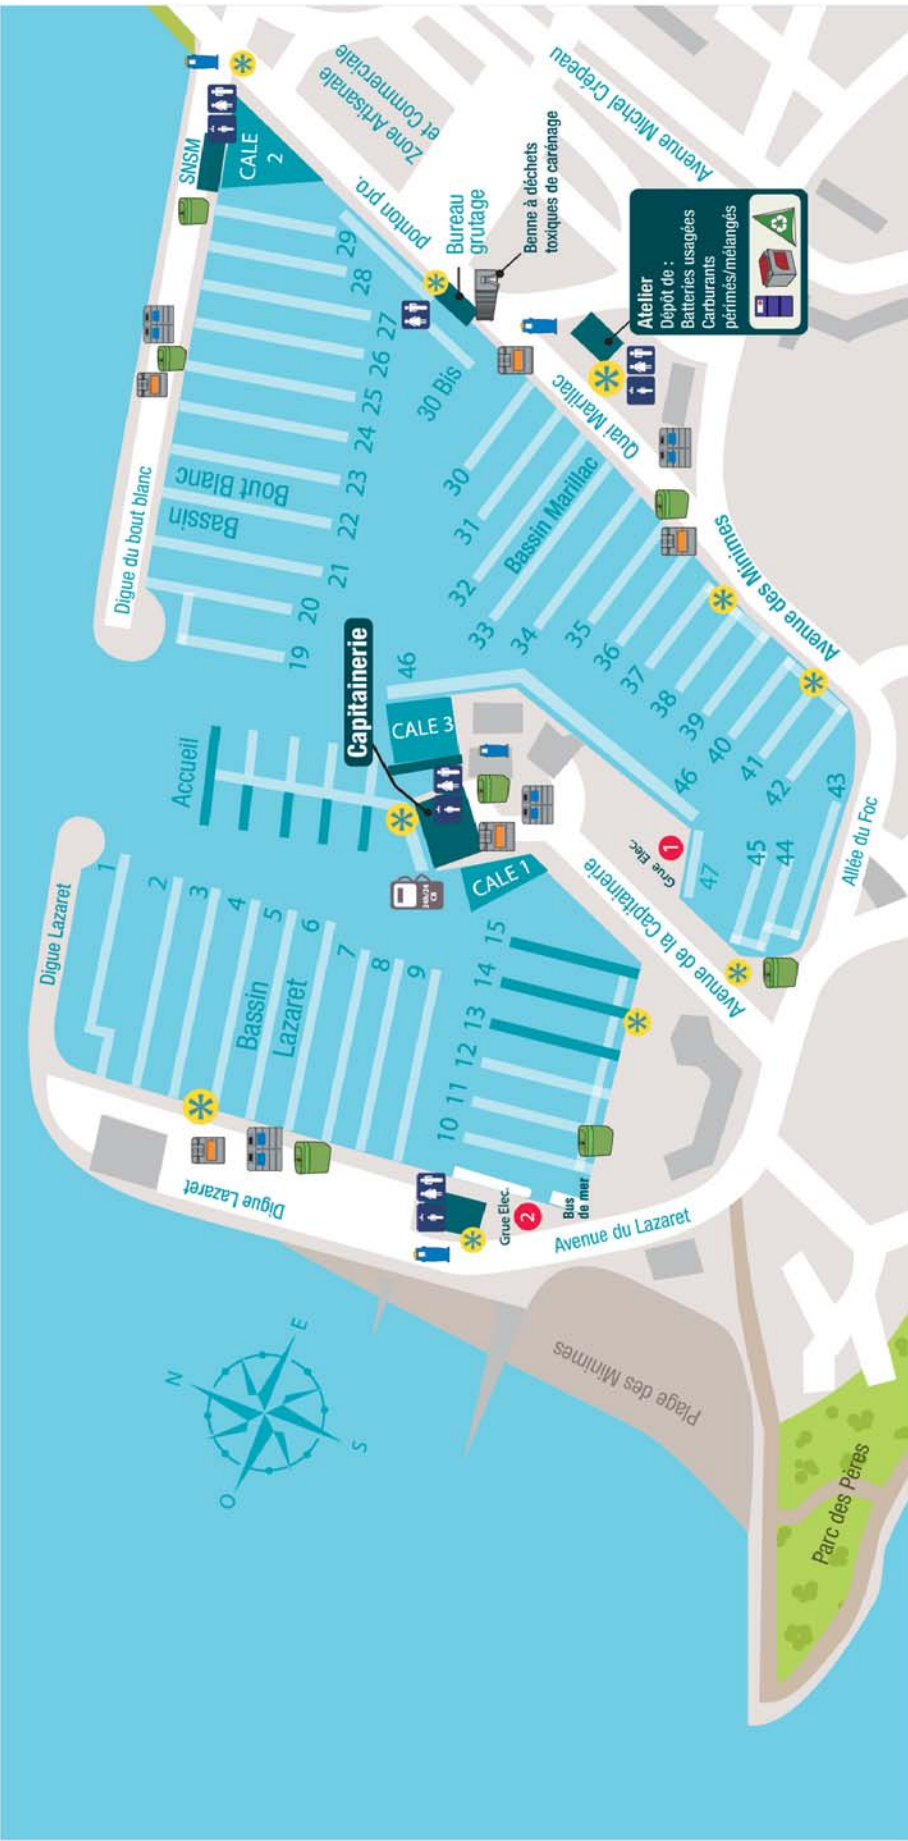 Digue Lazaret
1
2
3
4
5
6
7
8
9
Bassin
Lazaret
Digue Lazaret
10
11
12
13
14
15
Grue Elec.
2
Bus
de mer
Avenue du Lazaret
Plage des Minimes
Parc des Pères
N
E
S
O
Accueil
Capitainerie
24h/24
CB
CALE 1
CALE 3
46
46
47
Grue Elec.
1
Avenue de la Capitainerie
45
44
43
Allée du Foc
42
41
40
39
38
37
36
35
34
33
32
31
30
Bassin Marillac
Avenue des Minimes
Quai Marillac
30 Bis
Digue du bout blanc
Bassin
Bout Blanc
19
20
21
22
23
24
25
26
27
28
29
SNSM
CALE
2
ponton pro.
Bureau
grutage
Benne à déchets
toxiques de carénage
Atelier
Dépôt de :
Batteries usagées
Carburants
périmés/mélangés
Zone Artisanale
et Commerciale
Avenue Michel Crépeau